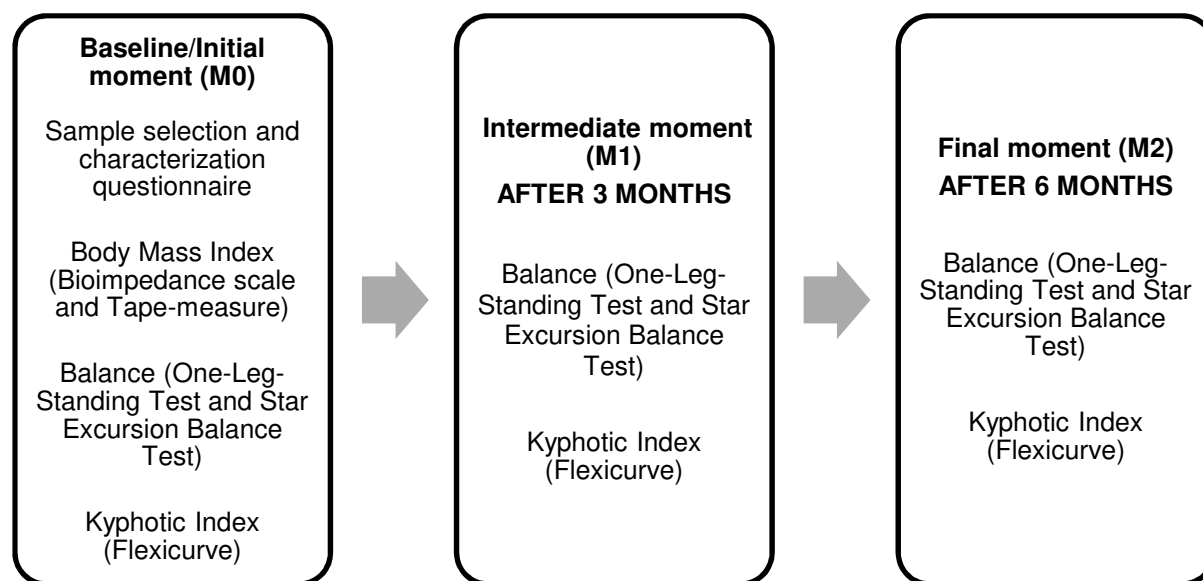 Baseline/Initial
moment (M0)
Sample selection and
characterization
questionnaire
Body Mass Index
(Bioimpedance scale
and Tape-measure)
Balance (One-Leg-
Standing Test and Star
Excursion Balance
Test)
Kyphotic Index
(Flexicurve)
Intermediate moment
(M1)
AFTER 3 MONTHS
Balance (One-Leg-
Standing Test and Star
Excursion Balance
Test)
Kyphotic Index
(Flexicurve)
Final moment (M2)
AFTER 6 MONTHS
Balance (One-Leg-
Standing Test and Star
Excursion Balance
Test)
Kyphotic Index
(Flexicurve)